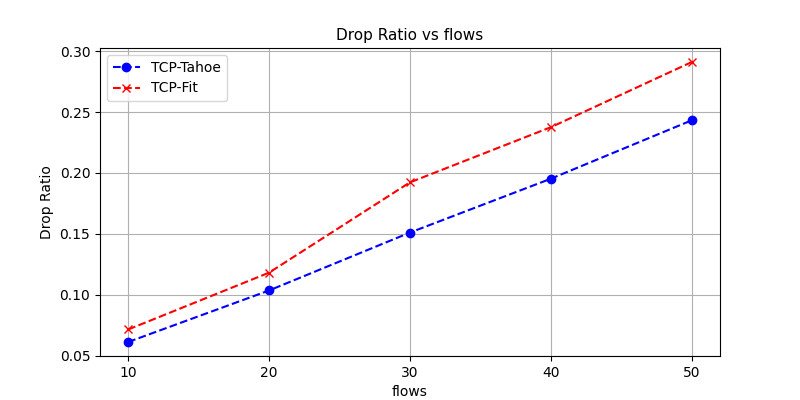 Drop Ratio vs flows
TCP-Tahoe
TCP-Fit
Drop Ratio
0.30
0.25
0.20
0.15
0.10
0.05
10 20 30 40 50
flows